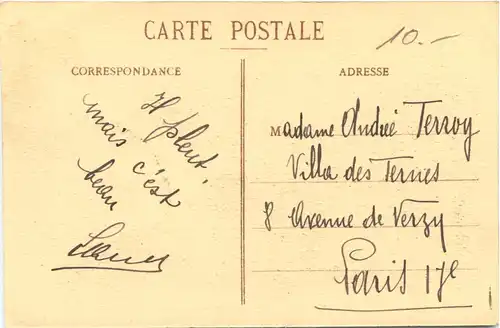 CARTE POSTALE
10.-
CORRESPONDANCE
Il pleut,
mais c'est
beau
ADRESSE
Madame André Terroy
Villa des Ternes
8 Avenue de Verzy
Paris 17e